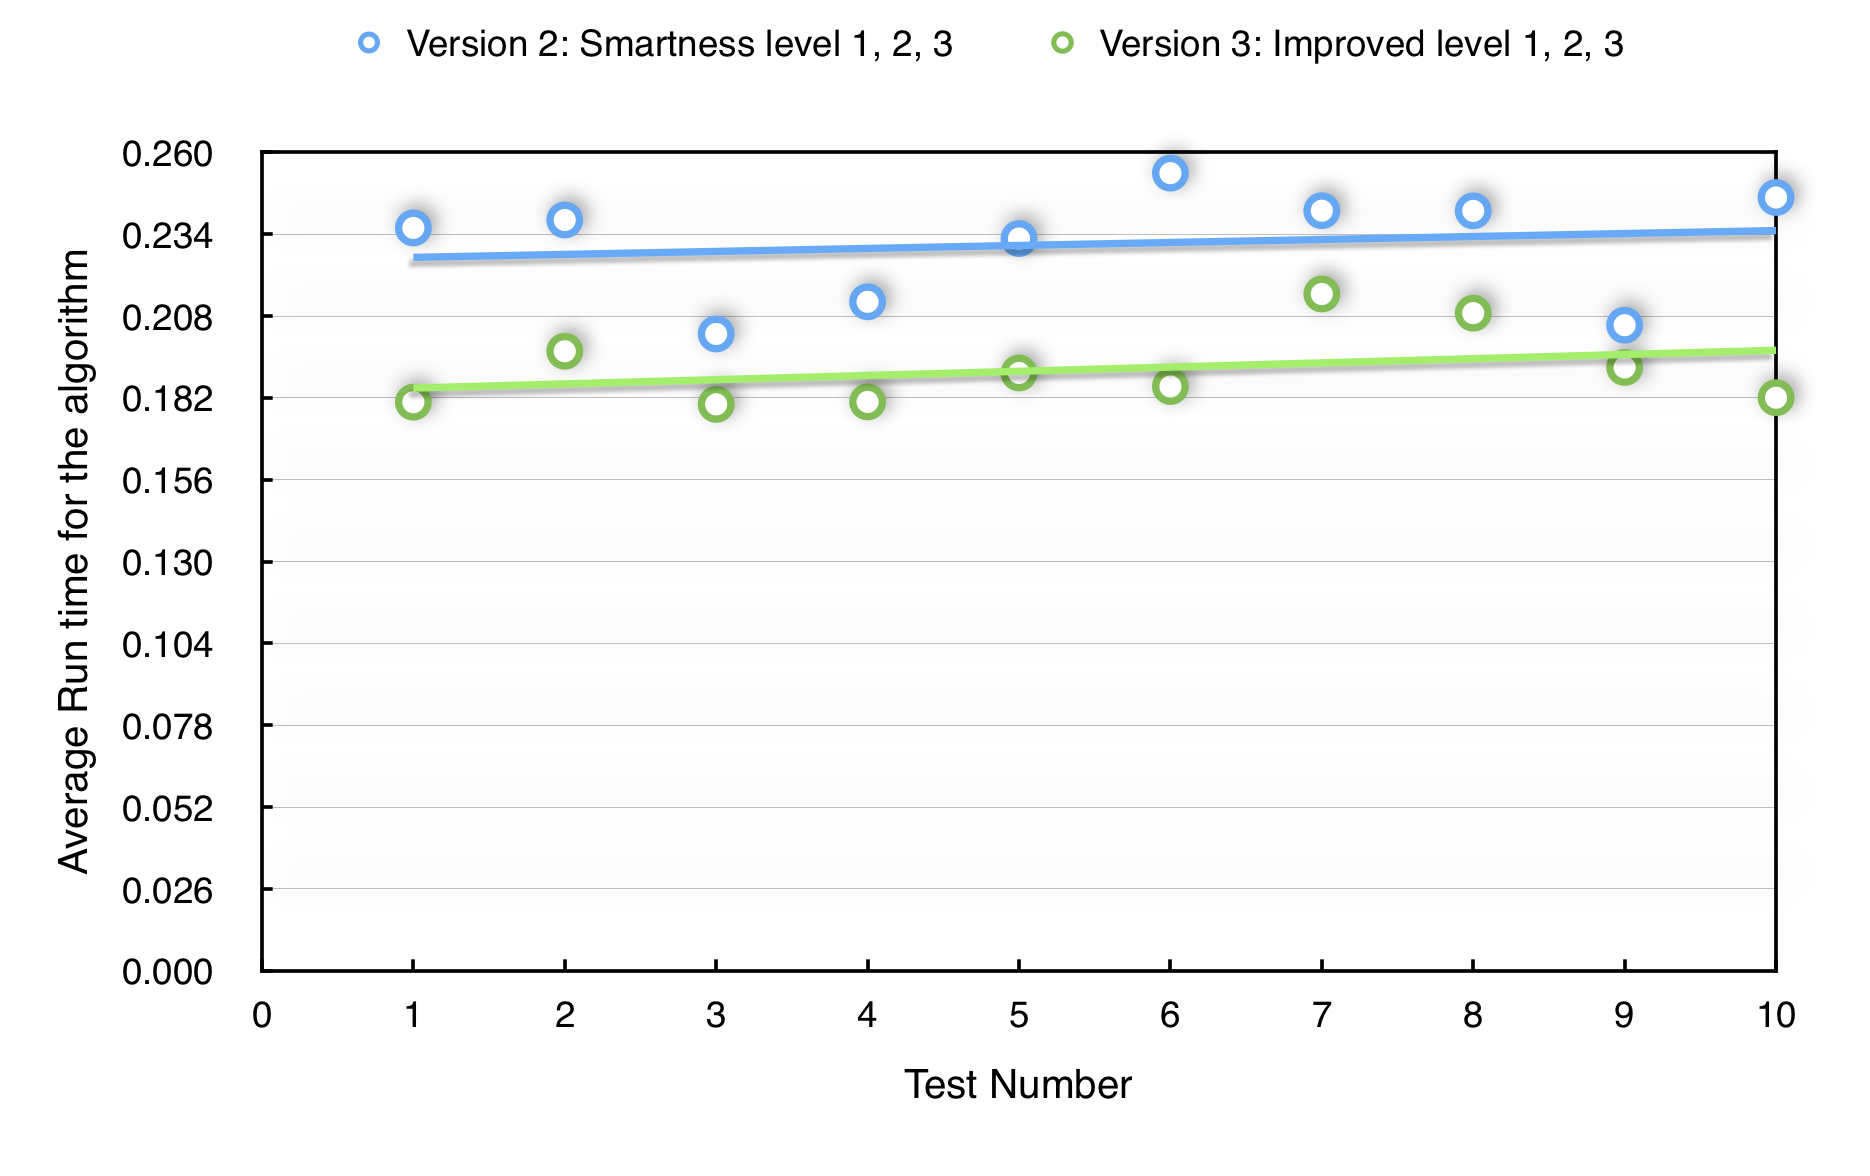 Version 2: Smartness level 1, 2, 3 Version 3: Improved level 1, 2, 3
0.260
0.234
0.208
0.182
0.156
0.130
0.104
0.078
0.052
0.026
0.000
Average Run time for the algorithm
0 1 2 3 4 5 6 7 8 9 10
Test Number